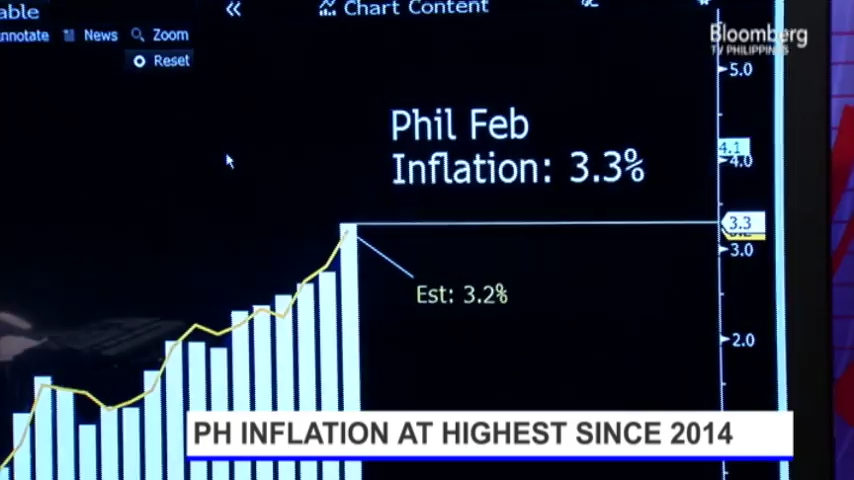 able
Chart Content
nnotate
News
Zoom
Reset
Bloomberg
TV PHILIPPINES
5.0
Phil Feb
Inflation: 3.3%
4.1
4.0
3.3
3.0
Est: 3.2%
2.0
PH INFLATION AT HIGHEST SINCE 2014